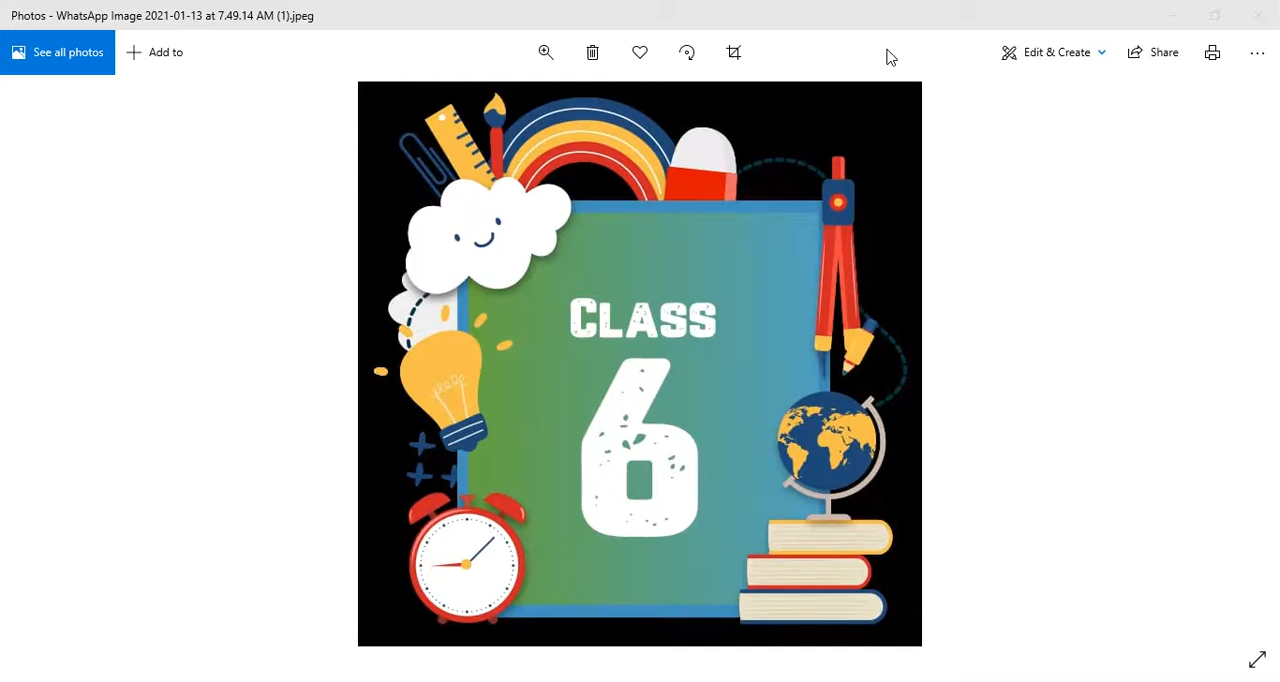 Photos - WhatsApp Image 2021-01-13 at 7.49.14 AM (1).jpeg
See all photos
Add to
Edit & Create
Share
CLASS
6